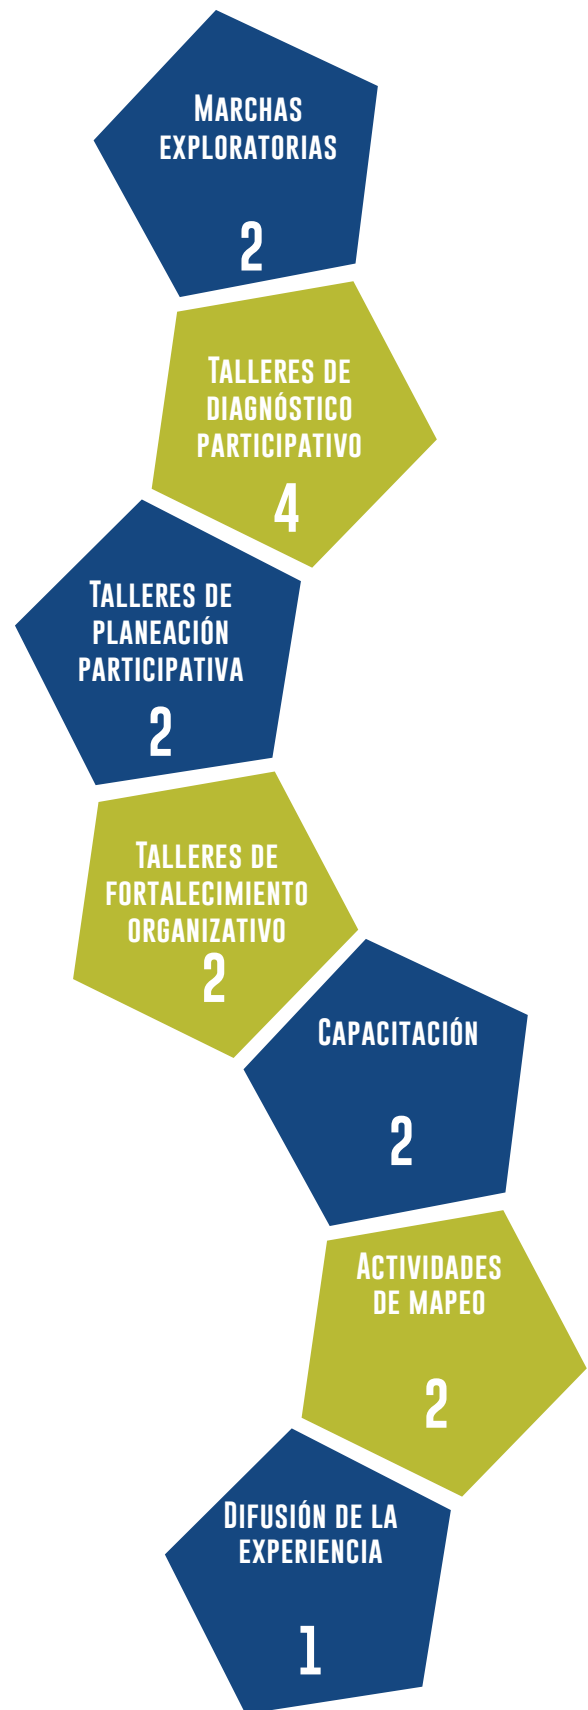 Marchas
exploratorias
2
Talleres de
diagnóstico
participativo
4
Talleres de
planeación
participativa
2
Talleres de
fortalecimiento
organizativo
2
Capacitación
2
Actividades
de mapeo
2
Difusión de la
experiencia
1